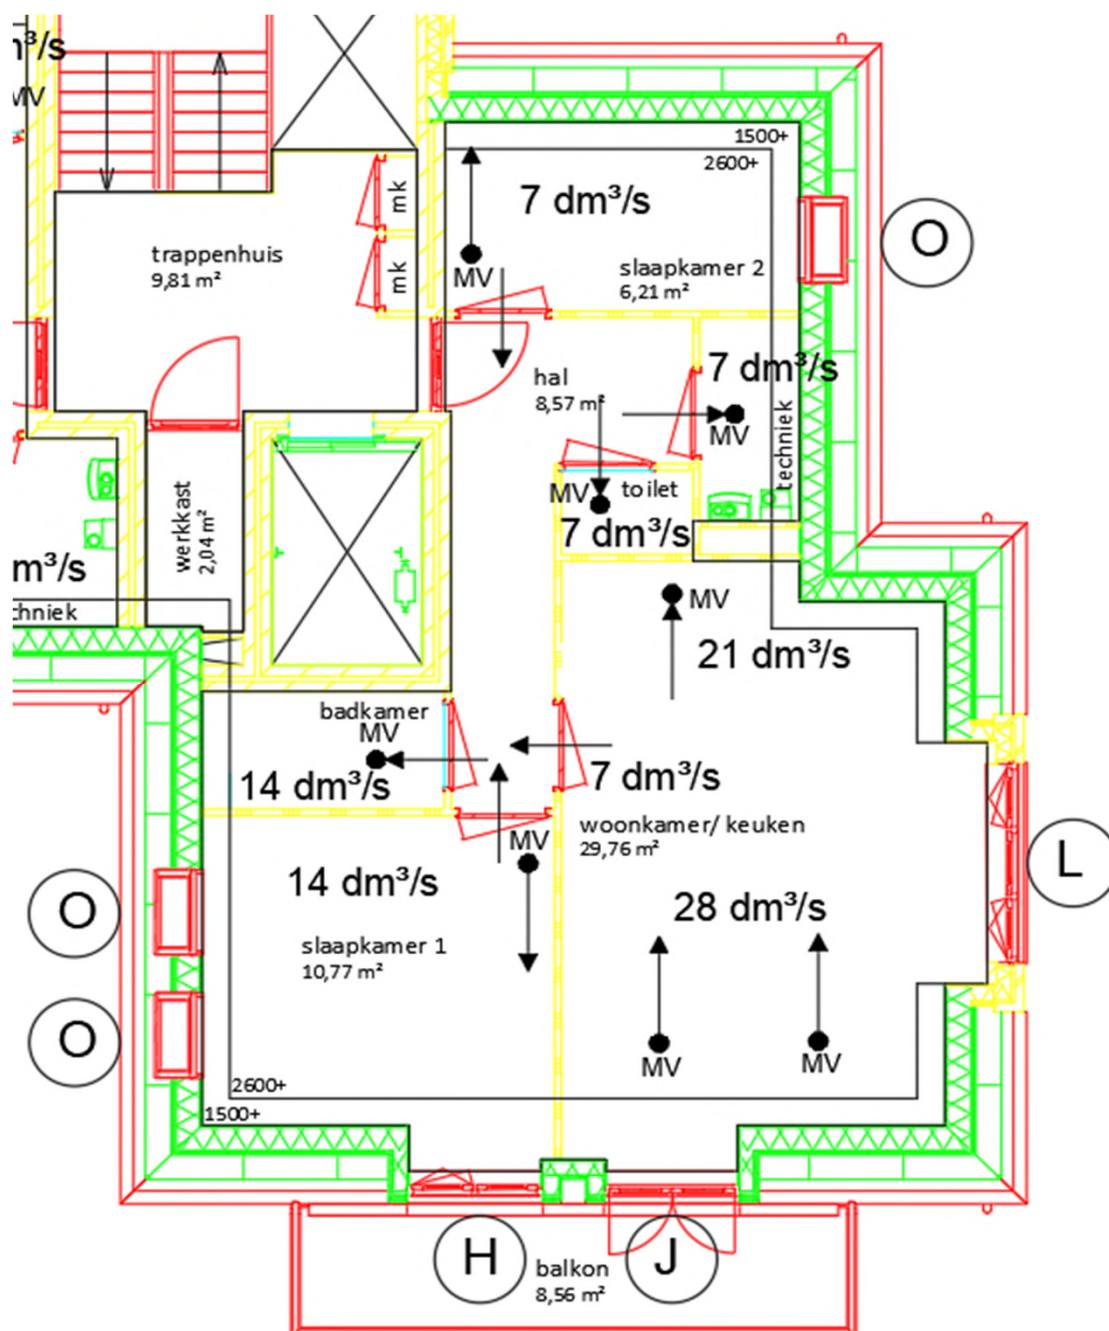 m³/s
MV
1500+
2600+
7 dm³/s
mk
trappenhuis
9,81 m²
mk
MV
slaapkamer 2
6,21 m²
O
hal
8,57 m²
7 dm³/s
MV
techniek
MV
toilet
7 dm³/s
werkkast
2,04 m²
m³/s
chniek
MV
21 dm³/s
badkamer
MV
14 dm³/s
7 dm³/s
woonkamer/ keuken
29,76 m²
MV
14 dm³/s
L
O
28 dm³/s
slaapkamer 1
10,77 m²
O
MV
MV
2600+
1500+
H
J
balkon
8,56 m²